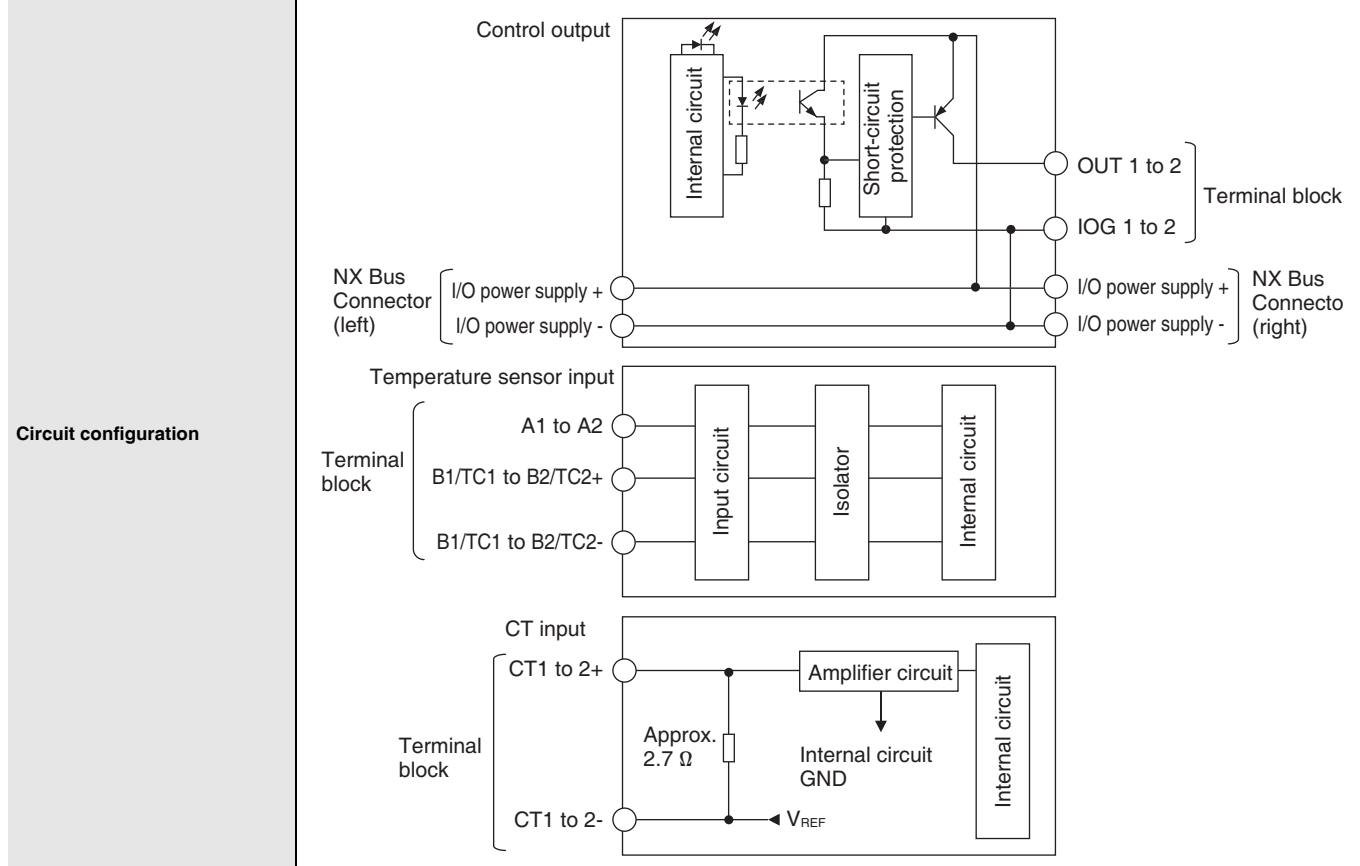 Circuit configuration
Control output
Internal circuit
Short-circuit
protection
OUT 1 to 2
IOG 1 to 2
Terminal block
NX Bus
Connector
(left)
I/O power supply +
I/O power supply -
I/O power supply +
I/O power supply -
NX Bus
Connecto
(right)
Temperature sensor input
Terminal
block
A1 to A2
B1/TC1 to B2/TC2+
B1/TC1 to B2/TC2-
Input circuit
Isolator
Internal circuit
CT input
Terminal
block
CT1 to 2+
CT1 to 2-
Approx.
2.7 Ω
Amplifier circuit
Internal circuit
GND
VREF
Internal circuit